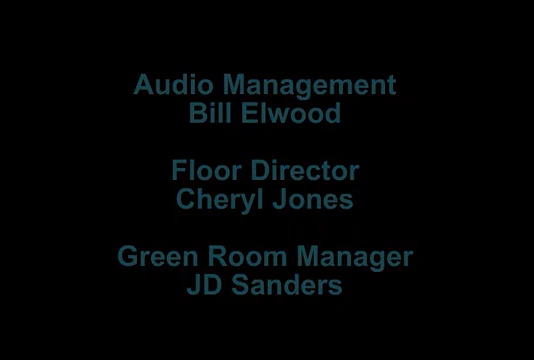 Audio Management
Bill Elwood
Floor Director
Cheryl Jones
Green Room Manager
JD Sanders